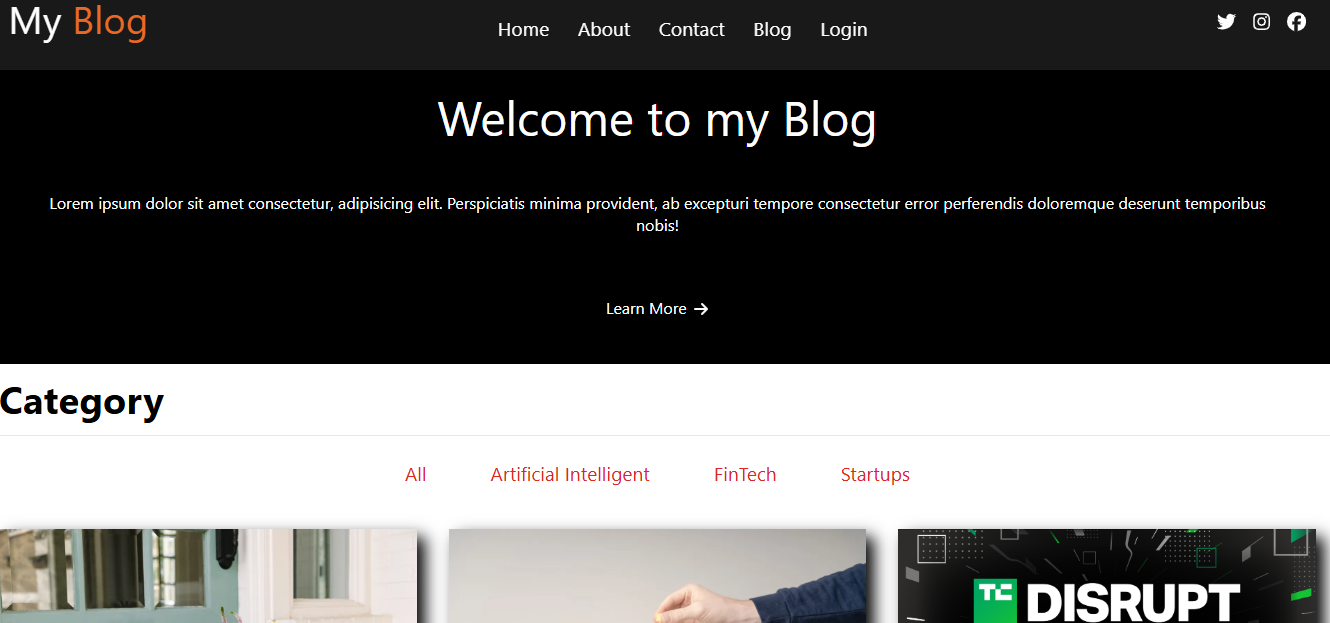 My Blog
Home About Contact Blog Login
Welcome to my Blog
Lorem ipsum dolor sit amet consectetur, adipisicing elit. Perspiciatis minima provident, ab excepturi tempore consectetur error perferendis doloremque deserunt temporibus
nobis!
Learn More
Category
All Artificial Intelligent FinTech Startups
TC DISRUPT